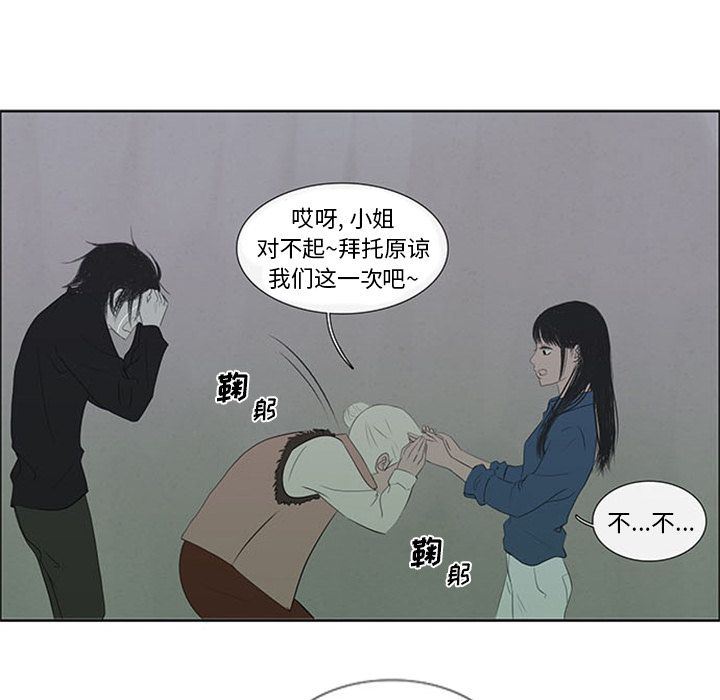 哎呀, 小姐
对不起~拜托原谅
我们这一次吧~
鞠
躬
不...不...
鞠
躬